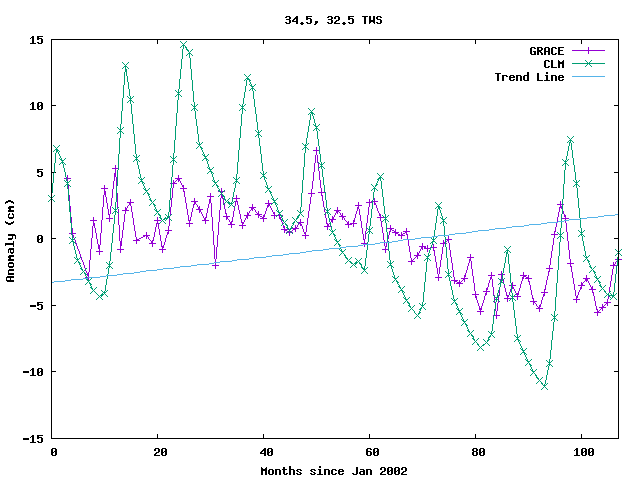 34.5, 32.5 TWS
GRACE
CLM
Trend Line
15
10
5
0
-5
-10
-15
Anomaly (cm)
0 20 40 60 80 100
Months since Jan 2002